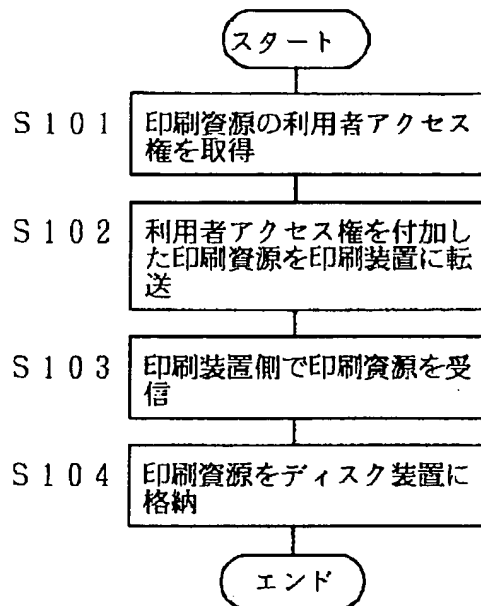 スタート
S101 印刷資源の利用者アクセス
権を取得
S102 利用者アクセス権を付加し
た印刷資源を印刷装置に転
送
S103 印刷装置側で印刷資源を受
信
S104 印刷資源をディスク装置に
格納
エンド